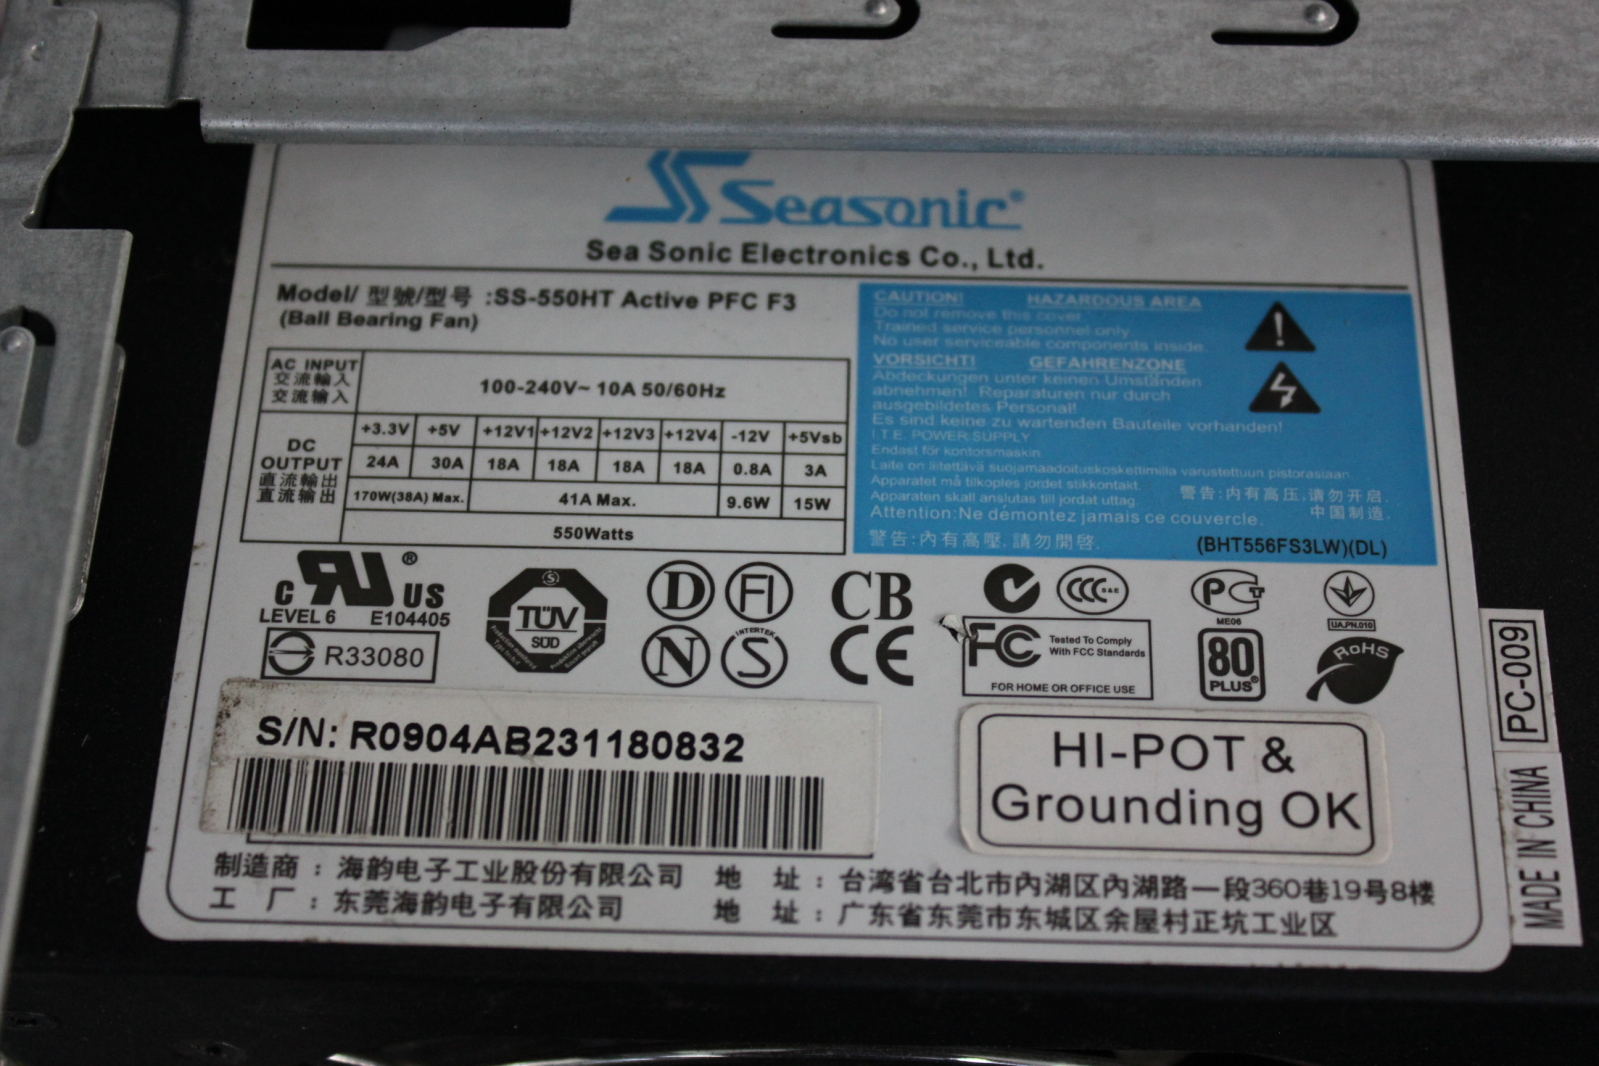 Seasonic®
Sea Sonic Electronics Co., Ltd.
Model/ 型號/型号 :SS-550HT Active PFC F3
(Ball Bearing Fan)
AC INPUT
交流輸入
交流输入
100-240V~ 10A 50/60Hz
DC
OUTPUT
直流輸出
直流输出
+3.3V +5V +12V1 +12V2 +12V3 +12V4 -12V +5Vsb
24A 30A 18A 18A 18A 18A 0.8A 3A
170W(38A) Max. 41A Max. 9.6W 15W
550Watts
CAUTION! HAZARDOUS AREA
Do not remove this cover.
Trained service personnel only.
No user serviceable components inside.
VORSICHT! GEFAHRENZONE
Abdeckungen unter keinen Umständen
abnehmen! Reparaturen nur durch
ausgebildetes Personal!
Es sind keine zu wartenden Bauteile vorhanden!
I.T.E. POWER SUPPLY
Endast för kontorsmaskin.
Laite on liitettävä suojamaadoituskoskettimilla varustettuun pistorasiaan.
Apparatet må tilkoples jordet stikkontakt.
Apparaten skall anslutas till jordat uttag.
警告:内有高压,请勿开启.
中国制造.
Attention:Ne démontez jamais ce couvercle.
警告:內有高壓,請勿開啓.
(BHT556FS3LW)(DL)
C RU® US
LEVEL 6 E104405
R33080
TÜV
SÜD
D FI
N INTERTEK S
CB
CE
CCC S&E
FC Tested To Comply
With FCC Standards
FOR HOME OR OFFICE USE
ME06
UA.PN.010
80
PLUS®
RoHS
S/N: R0904AB231180832
HI-POT &
Grounding OK
制造商 : 海韵电子工业股份有限公司 地 址 : 台湾省台北市内湖区内湖路一段360巷19号8楼
工 厂 : 东莞海韵电子有限公司 地 址 : 广东省东莞市东城区余屋村正坑工业区
PC-009
MADE IN CHINA